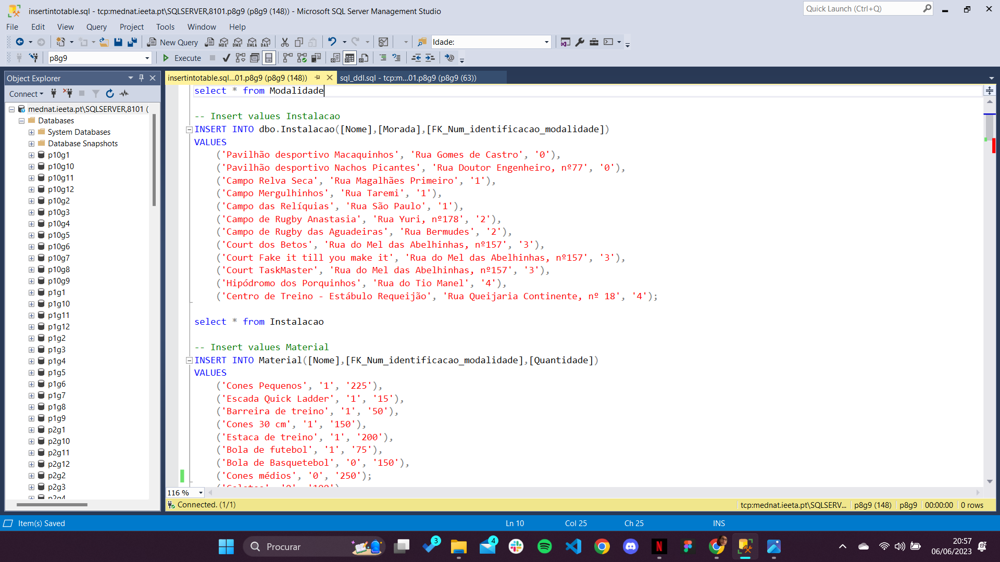 insertintotable.sql - tcp:mednat.ieeta.pt\SQLSERVER,8101.p8g9 (p8g9 (148)) - Microsoft SQL Server Management Studio
Quick Launch (Ctrl+Q)
File Edit View Query Project Tools Window Help
New Query
MDX DMX XMLA DAX
Idade:
p8g9
Execute
Object Explorer
insertintotable.sql...01.p8g9 (p8g9 (148))
sql_ddl.sql - tcp:m...01.p8g9 (p8g9 (63))
Connect
mednat.ieeta.pt\SQLSERVER,8101 (
Databases
System Databases
Database Snapshots
p10g1
p10g10
p10g11
p10g12
p10g2
p10g3
p10g4
p10g5
p10g6
p10g7
p10g8
p10g9
p1g1
p1g10
p1g11
p1g12
p1g2
p1g3
p1g4
p1g5
p1g6
p1g7
p1g8
p1g9
p2g1
p2g10
p2g11
p2g12
p2g2
p2g3
p2g4
select * from Modalidade
-- Insert values Instalacao
INSERT INTO dbo.Instalacao([Nome],[Morada],[FK_Num_identificacao_modalidade])
VALUES
('Pavilhão desportivo Macaquinhos', 'Rua Gomes de Castro', '0'),
('Pavilhão desportivo Nachos Picantes', 'Rua Doutor Engenheiro, nº77', '0'),
('Campo Relva Seca', 'Rua Magalhães Primeiro', '1'),
('Campo Mergulhinhos', 'Rua Taremi', '1'),
('Campo das Relíquias', 'Rua São Paulo', '1'),
('Campo de Rugby Anastasia', 'Rua Yuri, nº178', '2'),
('Campo de Rugby das Aguadeiras', 'Rua Bermudes', '2'),
('Court dos Betos', 'Rua do Mel das Abelhinhas, nº157', '3'),
('Court Fake it till you make it', 'Rua do Mel das Abelhinhas, nº157', '3'),
('Court TaskMaster', 'Rua do Mel das Abelhinhas, nº157', '3'),
('Hipódromo dos Porquinhos', 'Rua do Tio Manel', '4'),
('Centro de Treino - Estábulo Requeijão', 'Rua Queijaria Continente, nº 18', '4');
select * from Instalacao
-- Insert values Material
INSERT INTO Material([Nome],[FK_Num_identificacao_modalidade],[Quantidade])
VALUES
('Cones Pequenos', '1', '225'),
('Escada Quick Ladder', '1', '15'),
('Barreira de treino', '1', '50'),
('Cones 30 cm', '1', '150'),
('Estaca de treino', '1', '200'),
('Bola de futebol', '1', '75'),
('Bola de Basquetebol', '0', '150'),
('Cones médios', '0', '250');
116 %
Connected. (1/1)
tcp:mednat.ieeta.pt\SQLSERV... p8g9 (148) p8g9 00:00:00 0 rows
Item(s) Saved
Ln 10 Col 25 Ch 25 INS
Procurar
3
4
20:57
06/06/2023